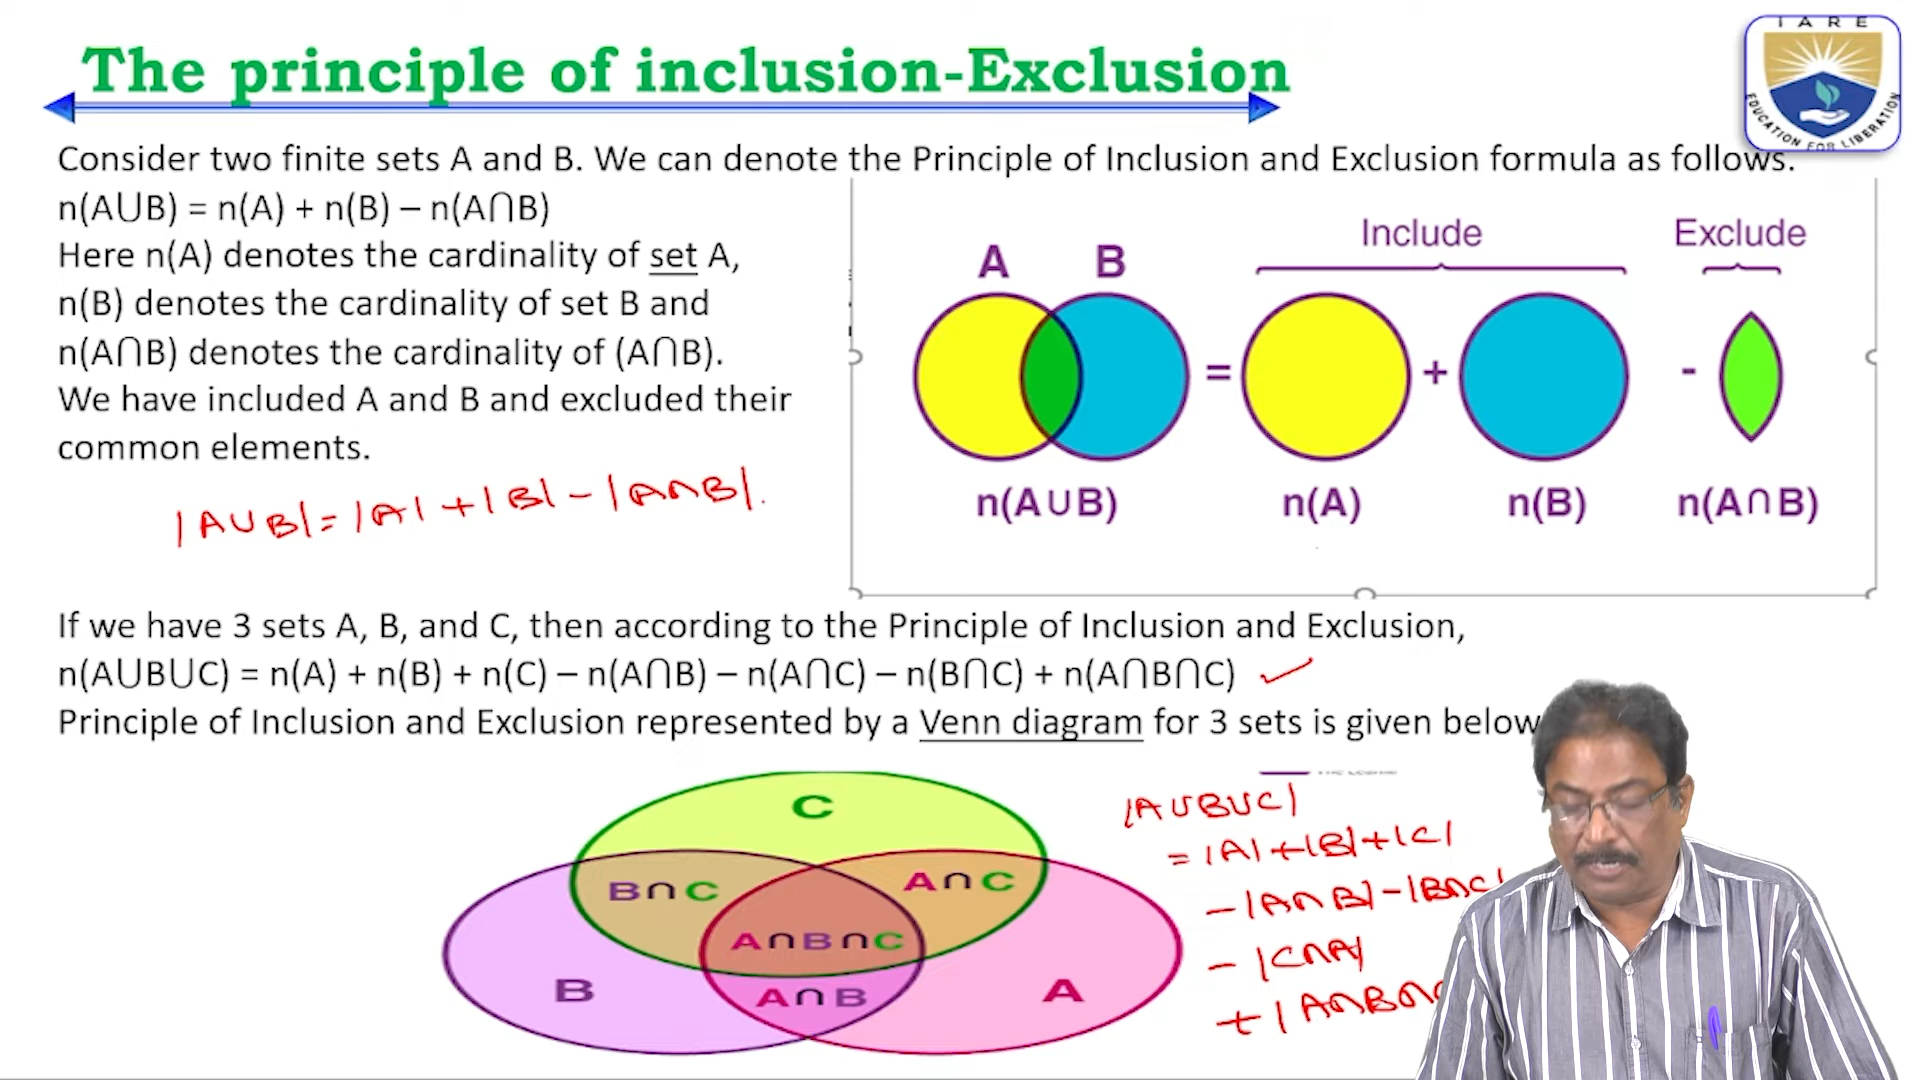 The principle of inclusion-Exclusion
IARE
EDUCATION FOR LIBERATION
Consider two finite sets A and B. We can denote the Principle of Inclusion and Exclusion formula as follows.
n(A⋃B) = n(A) + n(B) – n(A⋂B)
Here n(A) denotes the cardinality of set A,
n(B) denotes the cardinality of set B and
n(A⋂B) denotes the cardinality of (A⋂B).
We have included A and B and excluded their
common elements.
|A∪B| = |A| + |B| − |A∩B|.
Include Exclude
A B
= + -
n(A∪B) n(A) n(B) n(A∩B)
If we have 3 sets A, B, and C, then according to the Principle of Inclusion and Exclusion,
n(A⋃B⋃C) = n(A) + n(B) + n(C) – n(A⋂B) – n(A⋂C) – n(B⋂C) + n(A⋂B⋂C)
Principle of Inclusion and Exclusion represented by a Venn diagram for 3 sets is given below
C
B∩C A∩C
A∩B∩C
B A∩B A
|A∪B∪C|
= |A| + |B| + |C|
− |A∩B| − |B∩C|
− |C∩A|
+ |A∩B∩